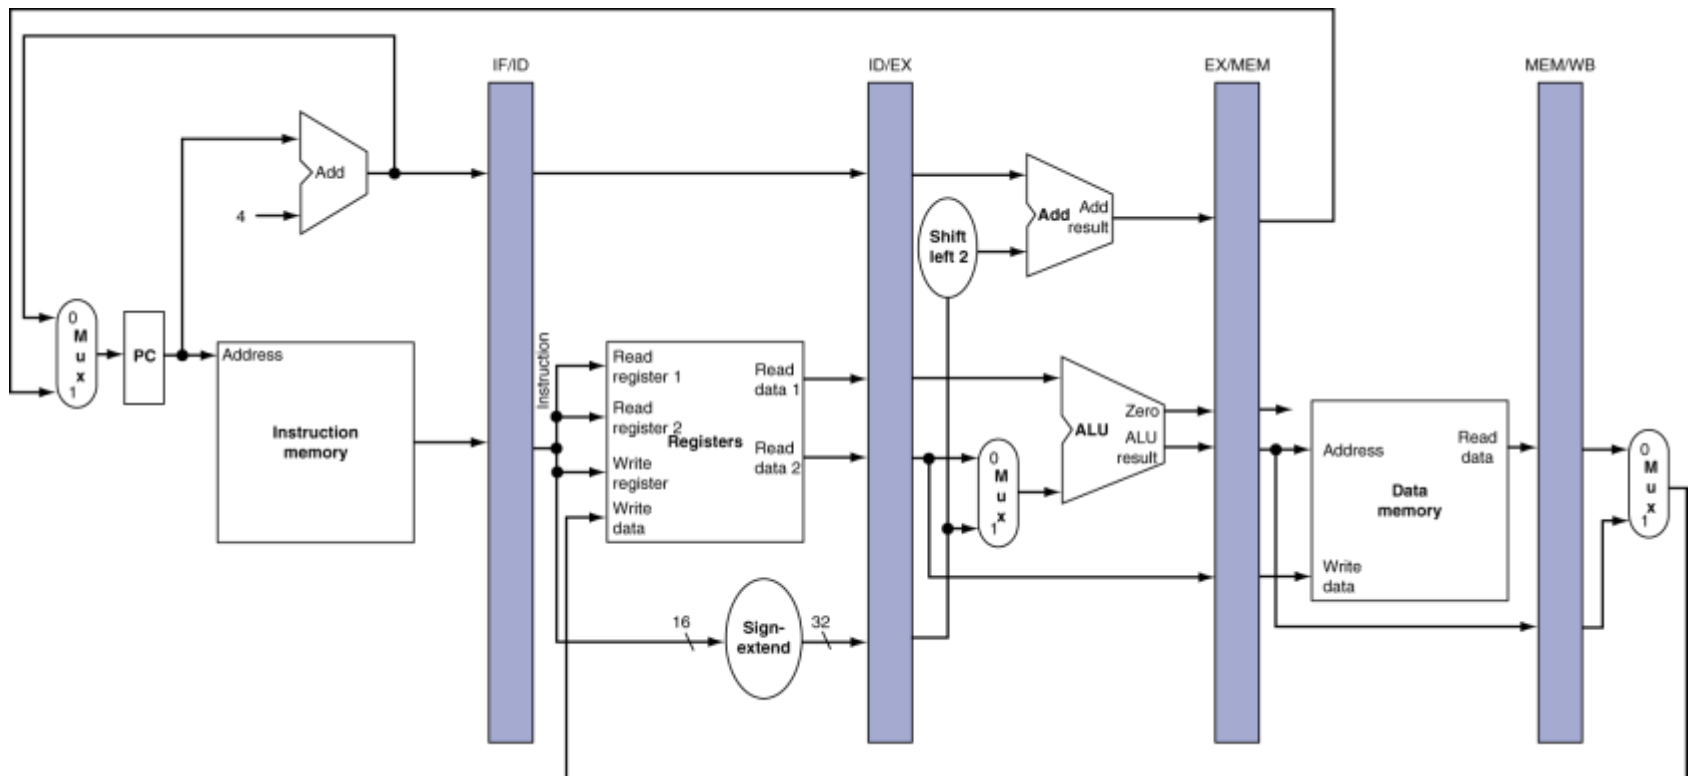 IF/ID
ID/EX
EX/MEM
MEM/WB
Add
4
0
M
u
x
1
PC
Address
Instruction
memory
Instruction
Read
register 1
Read
register 2
Registers
Write
register
Write
data
Read
data 1
Read
data 2
16
Sign-
extend
32
Shift
left 2
Add
Add
result
0
M
u
x
1
ALU
Zero
ALU
result
Address
Read
data
Data
memory
Write
data
0
M
u
x
1